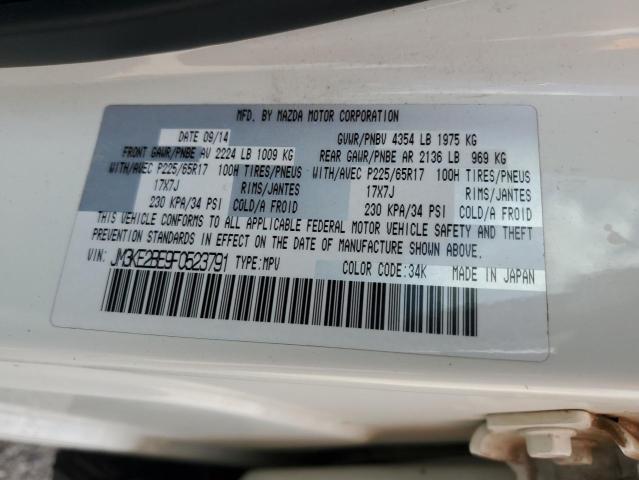 MFD. BY MAZDA MOTOR CORPORATION
DATE 09/14 GVWR/PNBV 4354 LB 1975 KG
FRONT GAWR/PNBE AV 2224 LB 1009 KG REAR GAWR/PNBE AR 2136 LB 969 KG
WITH/AVEC P225/65R17 100H TIRES/PNEUS WITH/AVEC P225/65R17 100H TIRES/PNEUS
17X7J RIMS/JANTES 17X7J RIMS/JANTES
230 KPA/34 PSI COLD/A FROID 230 KPA/34 PSI COLD/A FROID
THIS VEHICLE CONFORMS TO ALL APPLICABLE FEDERAL MOTOR VEHICLE SAFETY AND THEFT
PREVENTION STANDARDS IN EFFECT ON THE DATE OF MANUFACTURE SHOWN ABOVE.
VIN: JM3KE2BE9F0523791 TYPE:MPV COLOR CODE:34K MADE IN JAPAN